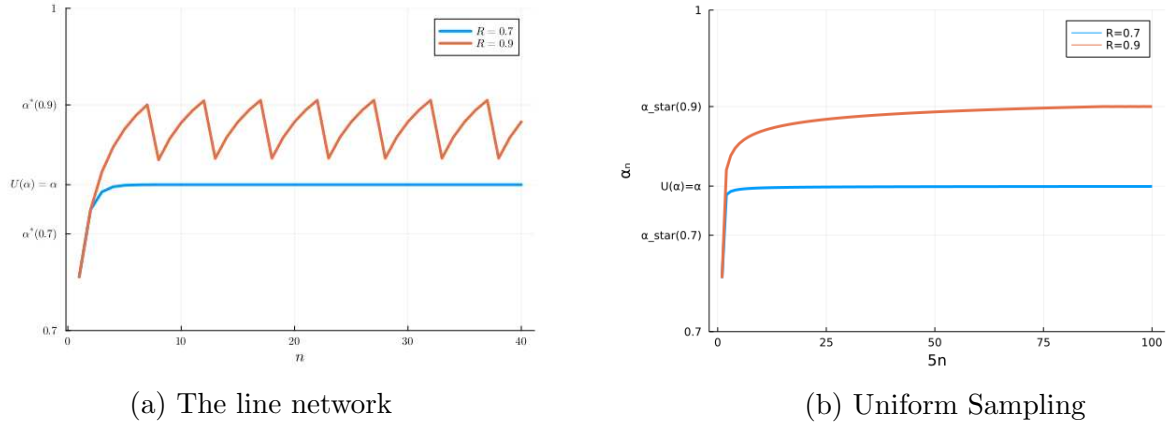 1
α*(0.9)
U(α) = α
α*(0.7)
0.7
0 10 20 30 40
n
R = 0.7
R = 0.9
(a) The line network
1
α_star(0.9)
U(α)=α
α_star(0.7)
0.7
αₙ
0 25 50 75 100
5n
R=0.7
R=0.9
(b) Uniform Sampling